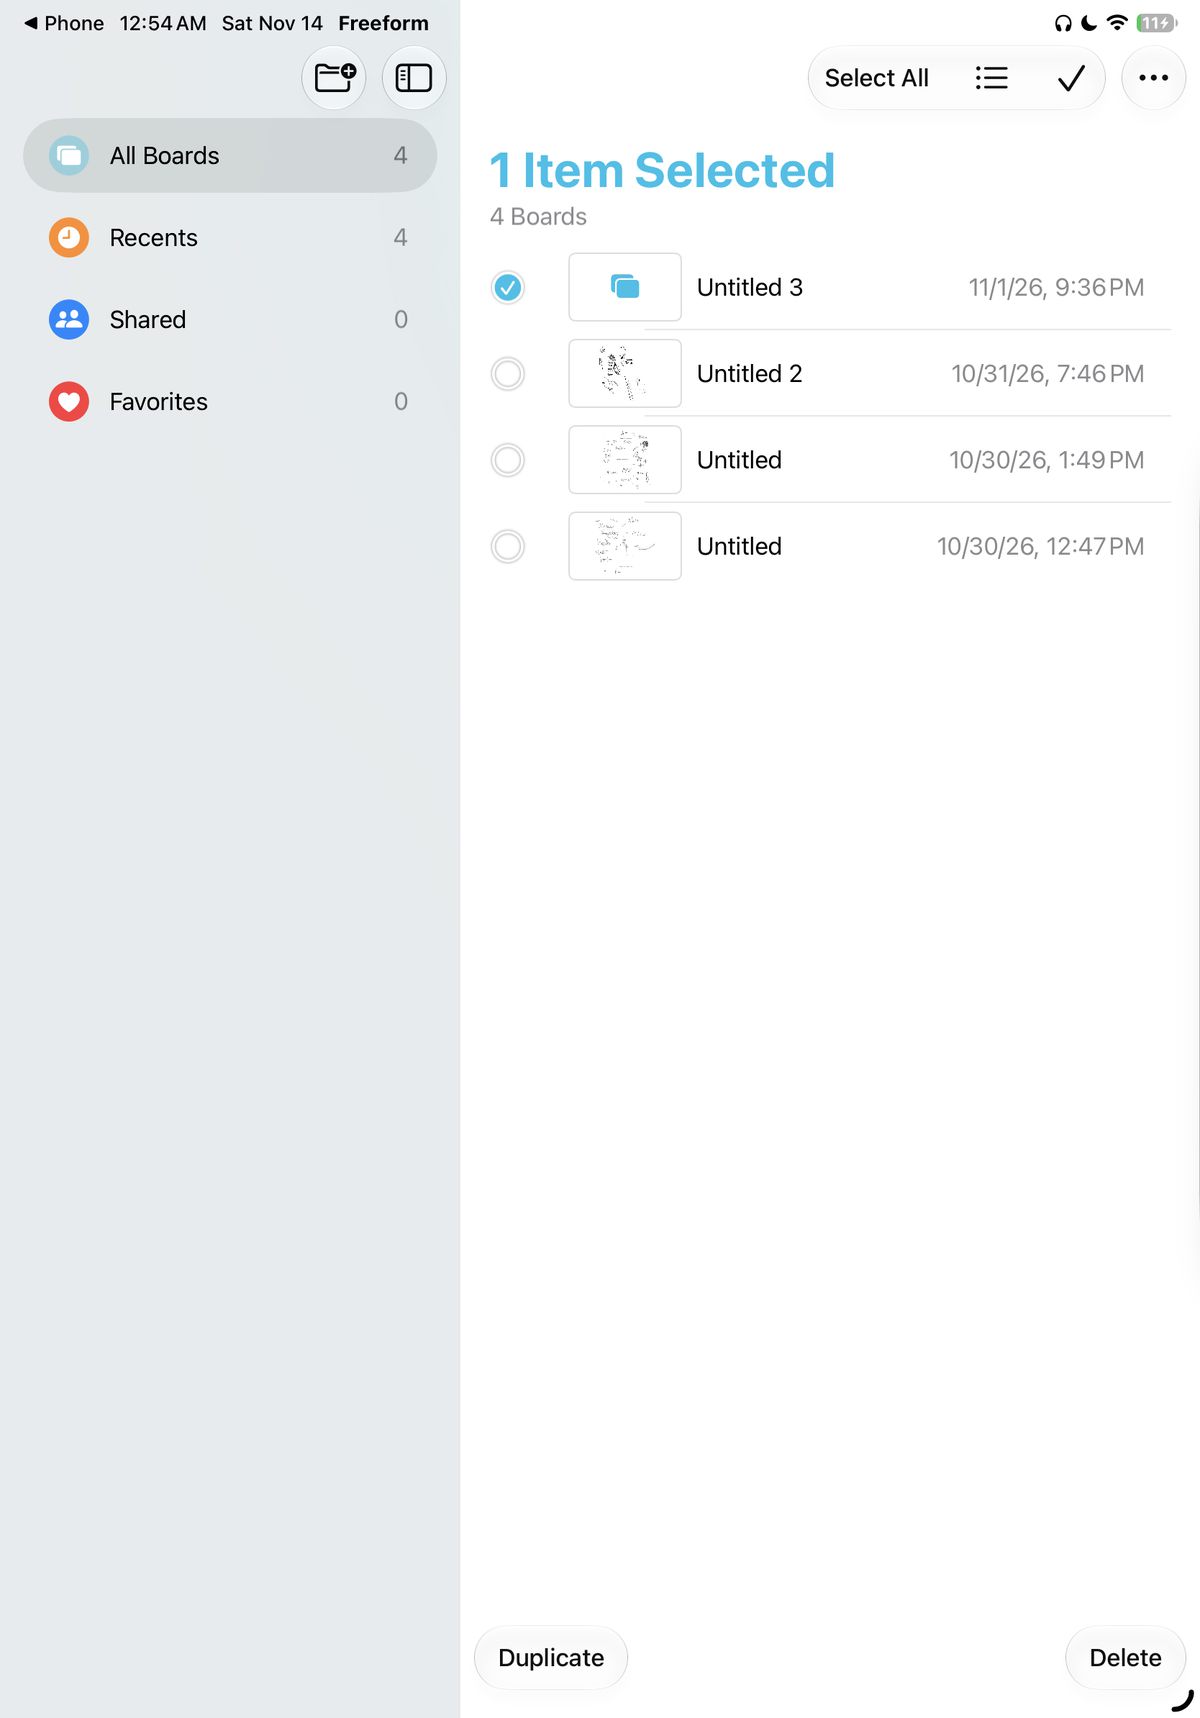 ◀ Phone 12:54 AM Sat Nov 14 Freeform
11
Select All
All Boards 4
Recents 4
Shared 0
Favorites 0
1 Item Selected
4 Boards
Untitled 3 11/1/26, 9:36 PM
Untitled 2 10/31/26, 7:46 PM
Untitled 10/30/26, 1:49 PM
Untitled 10/30/26, 12:47 PM
Duplicate Delete